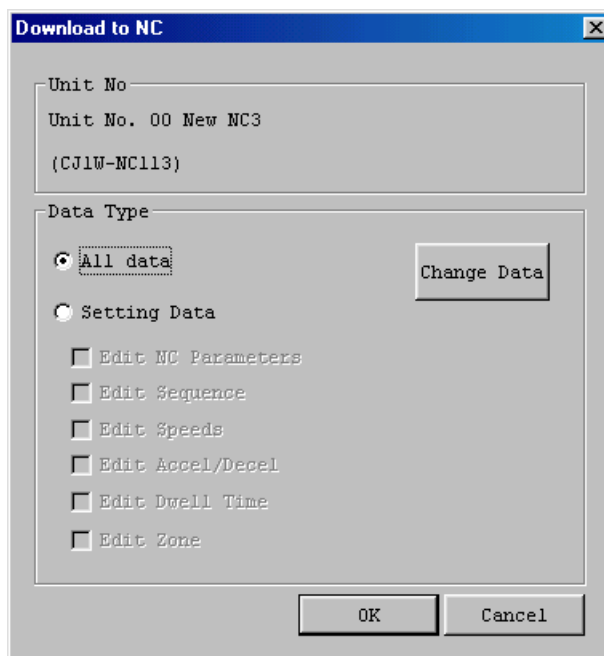 Download to NC
Unit No
Unit No. 00 New NC3
(CJ1W-NC113)
Data Type
All data
Change Data
Setting Data
Edit NC Parameters
Edit Sequence
Edit Speeds
Edit Accel/Decel
Edit Dwell Time
Edit Zone
OK Cancel